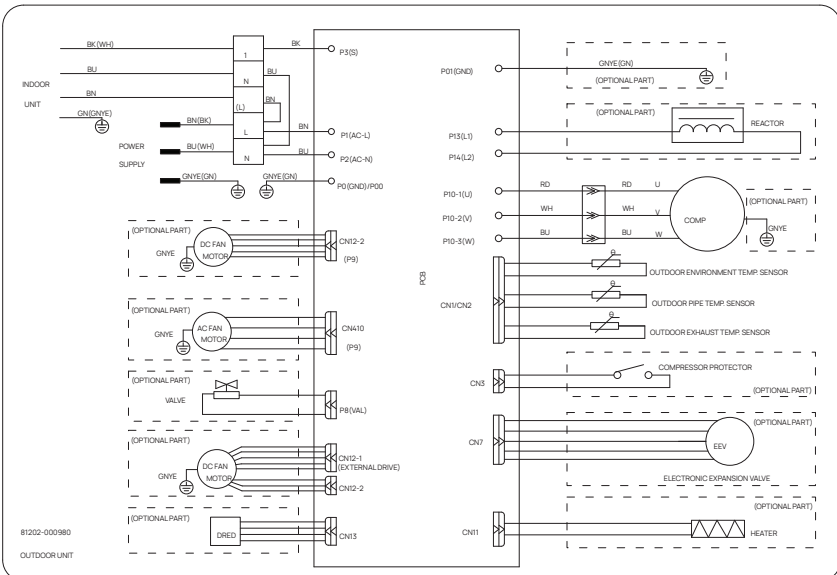 BK(WH)
BU
BN
GN(GNYE)
INDOOR
UNIT
1
N
(L)
L
N
BK
BU
BN
BN
BU
BN(BK)
BU(WH)
GNYE(GN)
GNYE(GN)
POWER
SUPPLY
P3(S)
P1(AC-L)
P2(AC-N)
P0(GND)/P00
(OPTIONAL PART)
DC FAN
MOTOR
GNYE
CN12-2
(P9)
(OPTIONAL PART)
AC FAN
MOTOR
GNYE
CN410
(P9)
(OPTIONAL PART)
VALVE
P8(VAL)
(OPTIONAL PART)
DC FAN
MOTOR
GNYE
CN12-1
(EXTERNAL DRIVE)
CN12-2
(OPTIONAL PART)
DRED
CN13
81202-000980
OUTDOOR UNIT
PCB
P01(GND)
GNYE(GN)
(OPTIONAL PART)
(OPTIONAL PART)
REACTOR
P13(L1)
P14(L2)
P10-1(U)
RD
RD
U
P10-2(V)
WH
WH
V
P10-3(W)
BU
BU
W
COMP
(OPTIONAL PART)
GNYE
CN1/CN2
θ
OUTDOOR ENVIRONMENT TEMP. SENSOR
θ
OUTDOOR PIPE TEMP. SENSOR
θ
OUTDOOR EXHAUST TEMP. SENSOR
CN3
COMPRESSOR PROTECTOR
(OPTIONAL PART)
CN7
(OPTIONAL PART)
EEV
ELECTRONIC EXPANSION VALVE
(OPTIONAL PART)
CN11
HEATER